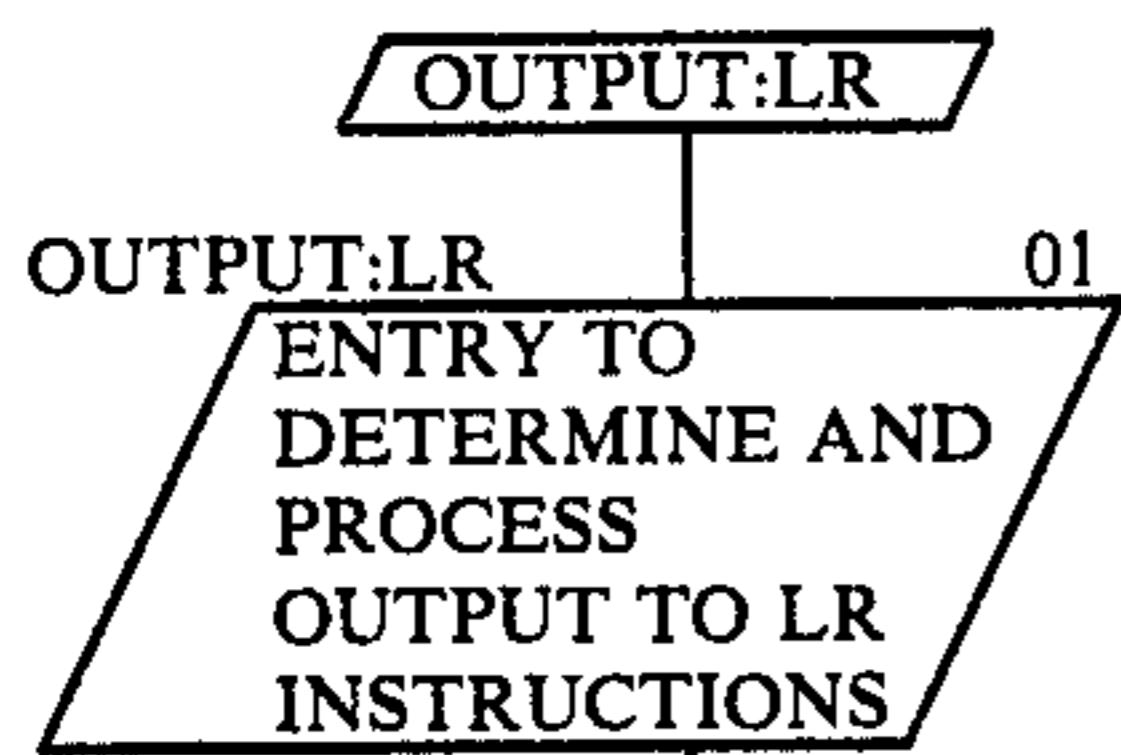 OUTPUT:LR
OUTPUT:LR 01
ENTRY TO
DETERMINE AND
PROCESS
OUTPUT TO LR
INSTRUCTIONS